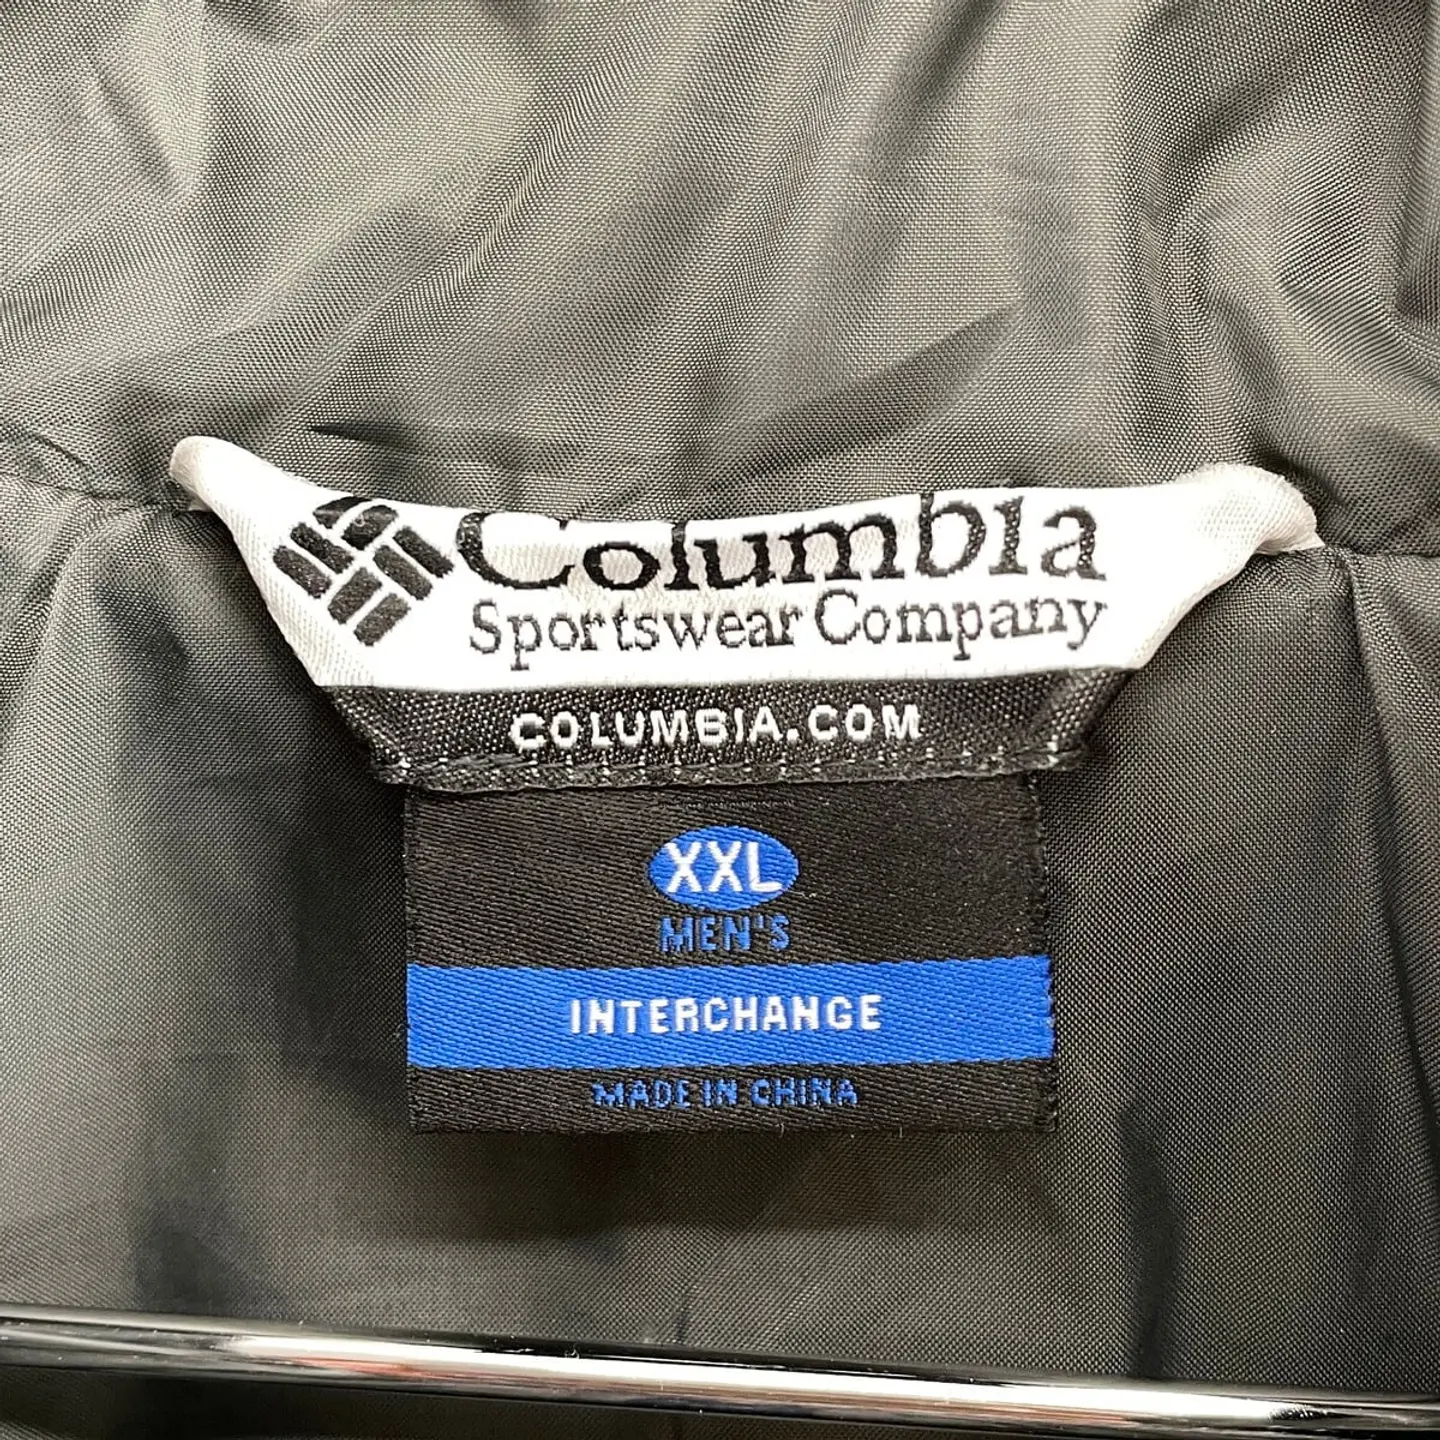 Columbia
Sportswear Company
COLUMBIA.COM
XXL
MEN'S
INTERCHANGE
MADE IN CHINA